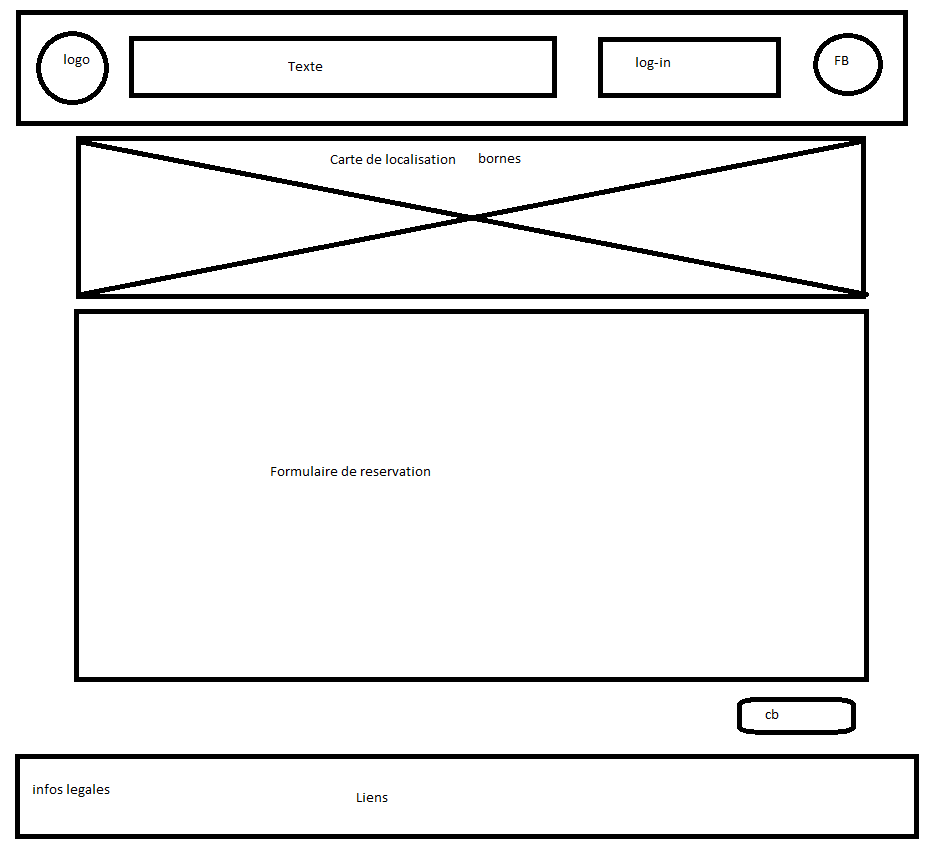 logo
Texte
log-in
FB
Carte de localisation bornes
Formulaire de reservation
cb
infos legales
Liens